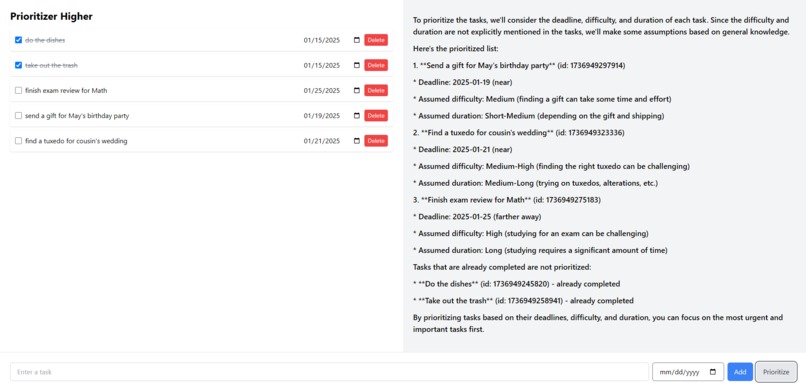 Prioritizer Higher
do the dishes 01/15/2025 Delete
take out the trash 01/15/2025 Delete
finish exam review for Math 01/25/2025 Delete
send a gift for May's birthday party 01/19/2025 Delete
find a tuxedo for cousin's wedding 01/21/2025 Delete
To prioritize the tasks, we'll consider the deadline, difficulty, and duration of each task. Since the difficulty and
duration are not explicitly mentioned in the tasks, we'll make some assumptions based on general knowledge.
Here's the prioritized list:
1. **Send a gift for May's birthday party** (id: 1736949297914)
* Deadline: 2025-01-19 (near)
* Assumed difficulty: Medium (finding a gift can take some time and effort)
* Assumed duration: Short-Medium (depending on the gift and shipping)
2. **Find a tuxedo for cousin's wedding** (id: 1736949323336)
* Deadline: 2025-01-21 (near)
* Assumed difficulty: Medium-High (finding the right tuxedo can be challenging)
* Assumed duration: Medium-Long (trying on tuxedos, alterations, etc.)
3. **Finish exam review for Math** (id: 1736949275183)
* Deadline: 2025-01-25 (farther away)
* Assumed difficulty: High (studying for an exam can be challenging)
* Assumed duration: Long (studying requires a significant amount of time)
Tasks that are already completed are not prioritized:
* **Do the dishes** (id: 1736949245820) - already completed
* **Take out the trash** (id: 1736949258941) - already completed
By prioritizing tasks based on their deadlines, difficulty, and duration, you can focus on the most urgent and
important tasks first.
Enter a task mm/dd/yyyy Add Prioritize